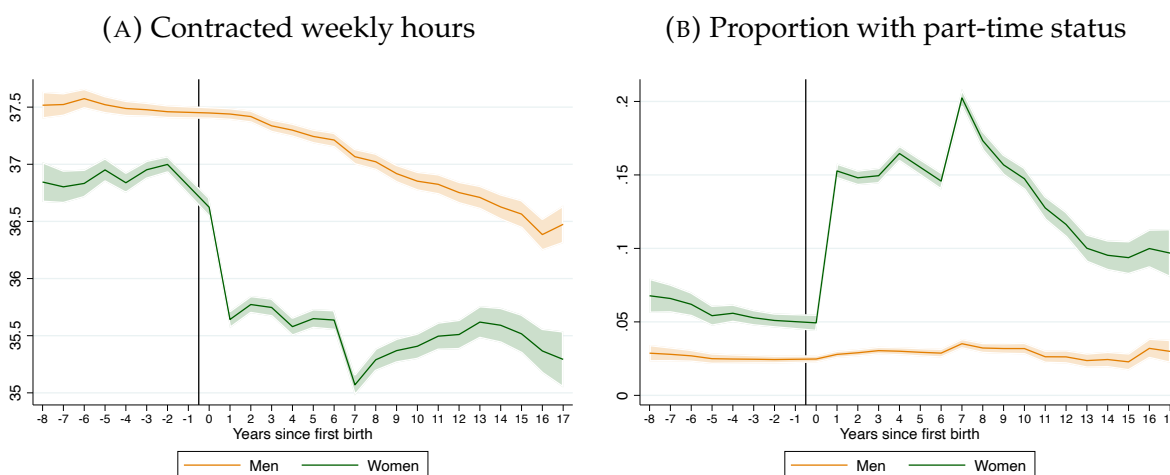 (A) Contracted weekly hours
37.5
37
36.5
36
35.5
35
-8 -7 -6 -5 -4 -3 -2 -1 0 1 2 3 4 5 6 7 8 9 10 11 12 13 14 15 16 17
Years since first birth
Men Women
(B) Proportion with part-time status
.2
.15
.1
.05
0
-8 -7 -6 -5 -4 -3 -2 -1 0 1 2 3 4 5 6 7 8 9 10 11 12 13 14 15 16
Years since first birth
Men Women